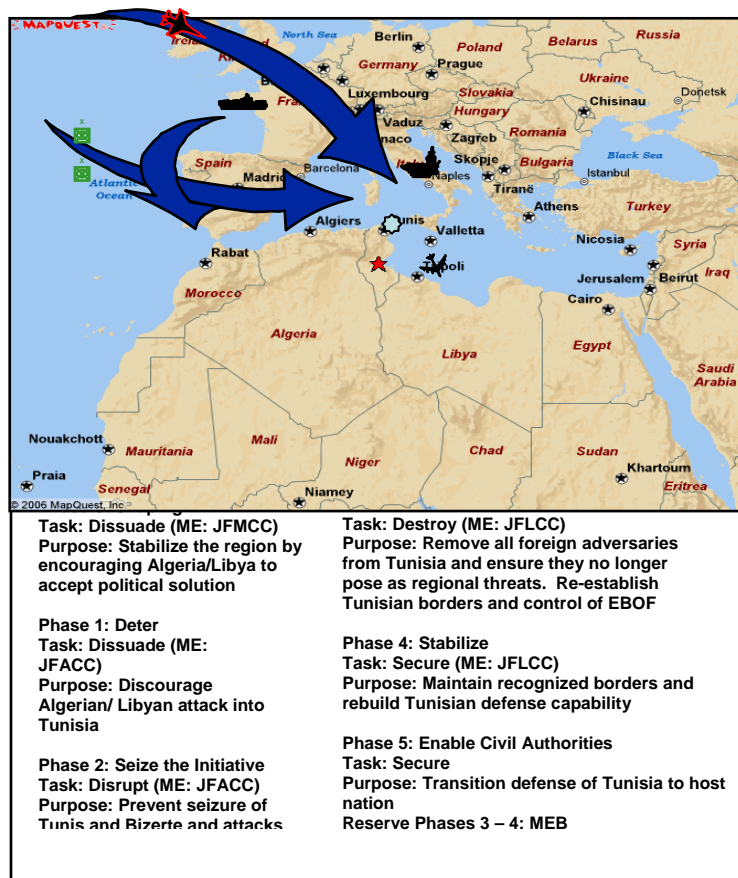 MAPQUEST
North Sea
Berlin
Poland
Belarus
Russia
Germany
Prague
Ukraine
Luxembourg
Slovakia
Donetsk
Hungary
Chisinau
Vaduz
Romania
Zagreb
Black Sea
Spain
Barcelona
Skopje
Bulgaria
Istanbul
Madrid
Naples
Tiranë
Atlantic
Ocean
Athens
Turkey
Algiers
Valletta
Nicosia
Syria
Rabat
Jerusalem
Beirut
Iraq
Morocco
Cairo
Algeria
Libya
Egypt
Saudi
Arabia
Nouakchott
Mauritania
Mali
Niger
Chad
Sudan
Praia
Senegal
Niamey
Khartoum
Eritrea
© 2006 MapQuest, Inc.
Task: Dissuade (ME: JFMCC)
Purpose: Stabilize the region by
encouraging Algeria/Libya to
accept political solution
Phase 1: Deter
Task: Dissuade (ME:
JFACC)
Purpose: Discourage
Algerian/ Libyan attack into
Tunisia
Phase 2: Seize the Initiative
Task: Disrupt (ME: JFACC)
Purpose: Prevent seizure of
Tunis and Bizerte and attacks
Task: Destroy (ME: JFLCC)
Purpose: Remove all foreign adversaries
from Tunisia and ensure they no longer
pose as regional threats.  Re-establish
Tunisian borders and control of EBOF
Phase 4: Stabilize
Task: Secure (ME: JFLCC)
Purpose: Maintain recognized borders and
rebuild Tunisian defense capability
Phase 5: Enable Civil Authorities
Task: Secure
Purpose: Transition defense of Tunisia to host
nation
Reserve Phases 3 – 4: MEB